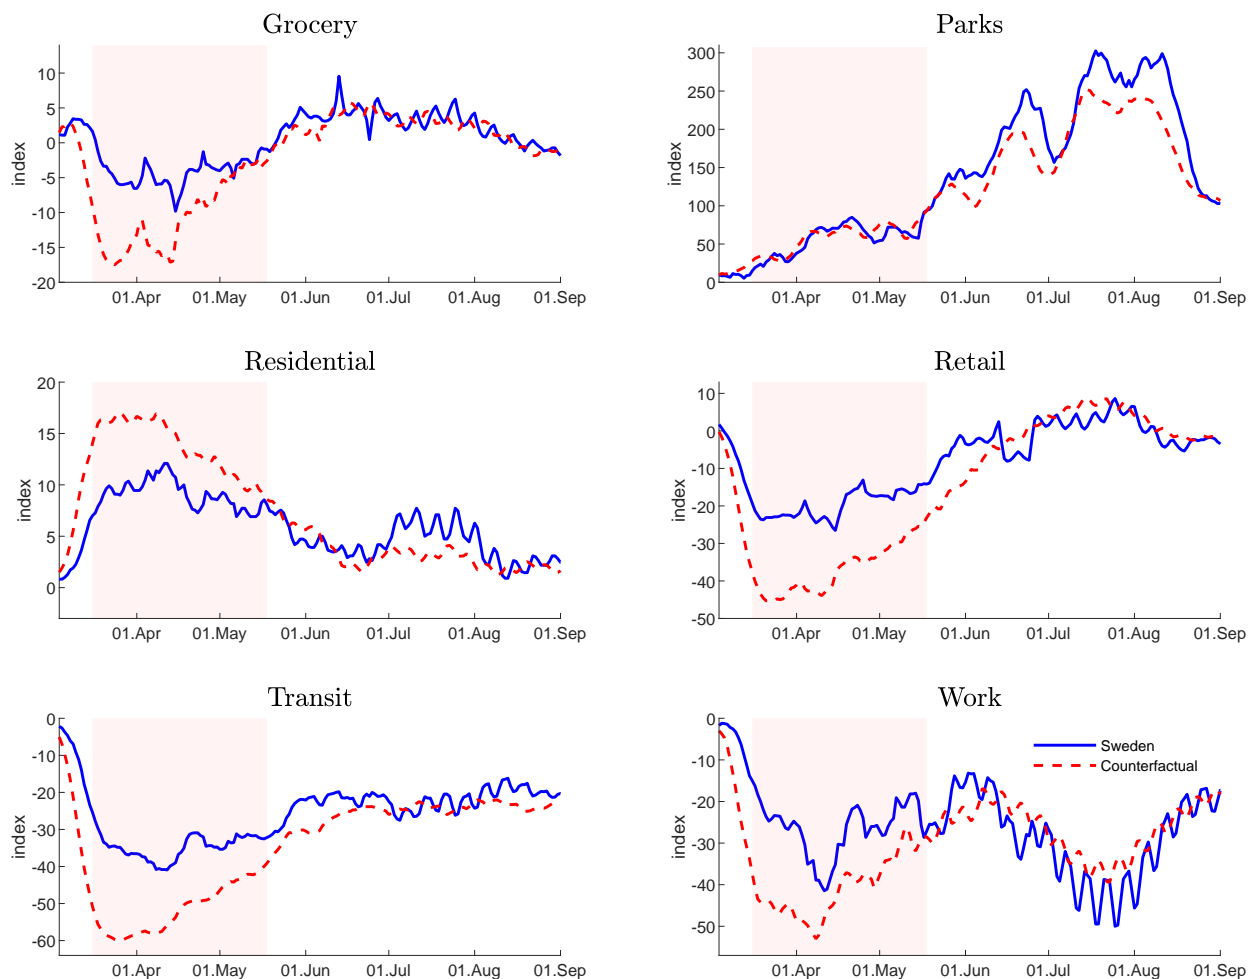 Grocery
index
10
5
0
-5
-10
-15
-20
01.Apr 01.May 01.Jun 01.Jul 01.Aug 01.Sep
Parks
index
300
250
200
150
100
50
0
01.Apr 01.May 01.Jun 01.Jul 01.Aug 01.Sep
Residential
index
20
15
10
5
0
01.Apr 01.May 01.Jun 01.Jul 01.Aug 01.Sep
Retail
index
10
0
-10
-20
-30
-40
-50
01.Apr 01.May 01.Jun 01.Jul 01.Aug 01.Sep
Transit
index
0
-10
-20
-30
-40
-50
-60
01.Apr 01.May 01.Jun 01.Jul 01.Aug 01.Sep
Work
index
0
-10
-20
-30
-40
-50
Sweden
Counterfactual
01.Apr 01.May 01.Jun 01.Jul 01.Aug 01.Sep